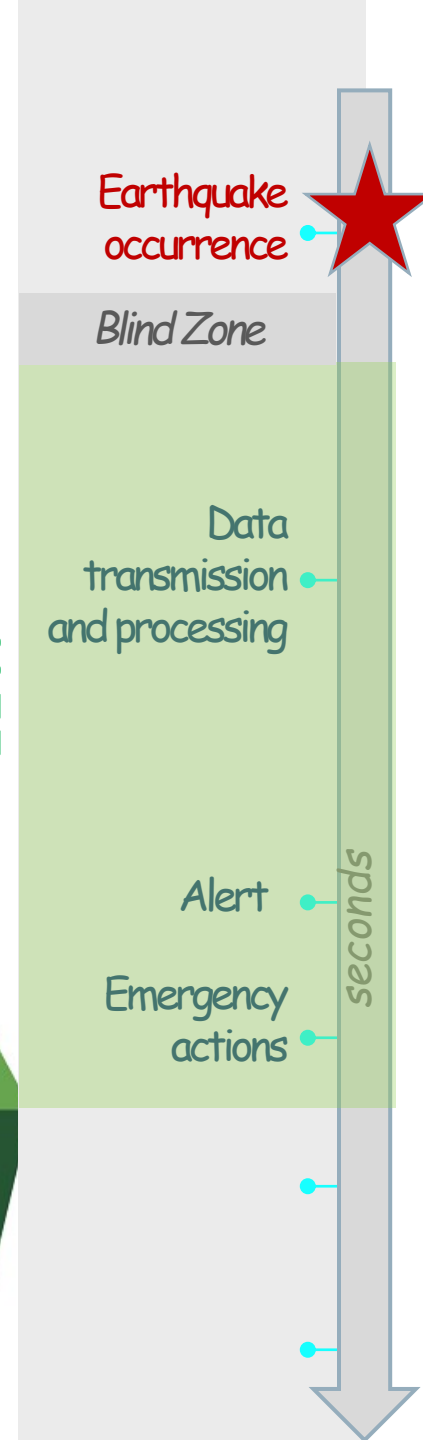 Earthquake
occurrence
Blind Zone
Data
transmission
and processing
Alert
seconds
Emergency
actions